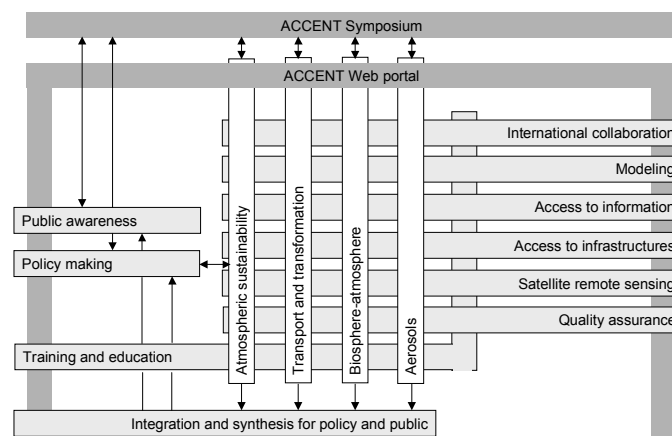 ACCENT Symposium
ACCENT Web portal
International collaboration
Modeling
Access to information
Public awareness
Access to infrastructures
Policy making
Satellite remote sensing
Quality assurance
Training and education
Atmospheric sustainability
Transport and transformation
Biosphere-atmosphere
Aerosols
Integration and synthesis for policy and public